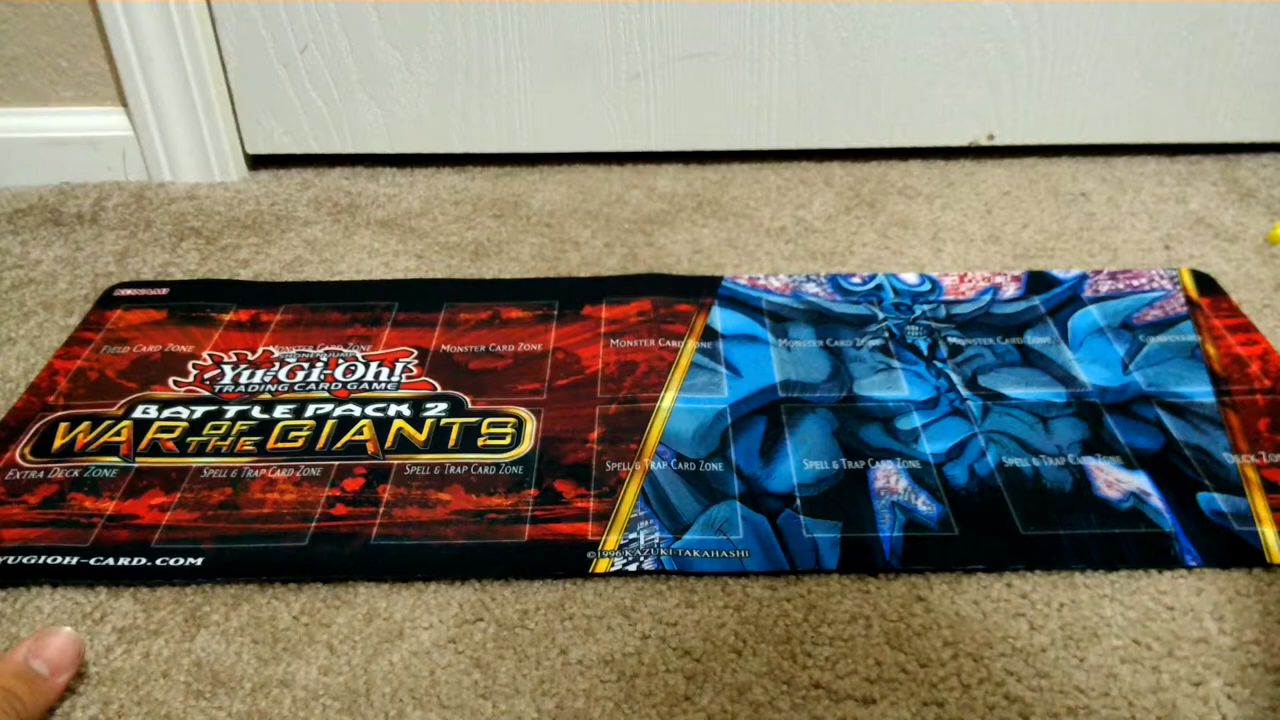 KONAMI
FIELD CARD ZONE
MONSTER CARD ZONE
MONSTER CARD ZONE
MONSTER CARD ZONE
MONSTER CARD ZONE
MONSTER CARD ZONE
SHONEN JUMP
Yu-Gi-Oh!
TRADING CARD GAME
BATTLE PACK 2
WAR OF THE GIANTS
EXTRA DECK ZONE
SPELL & TRAP CARD ZONE
SPELL & TRAP CARD ZONE
SPELL & TRAP CARD ZONE
SPELL & TRAP CARD ZONE
SPELL & TRAP CARD ZONE
DECK ZO
YUGIOH-CARD.COM
©1996 KAZUKI TAKAHASHI